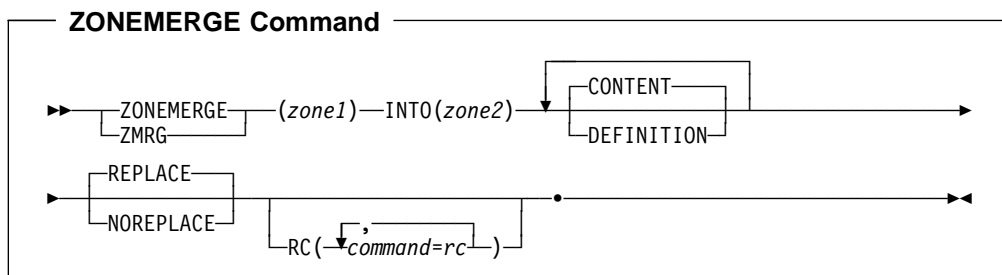 ZONEMERGE Command
CONTENT
ZONEMERGE (zone1) INTO(zone2)
ZMRG DEFINITION
REPLACE
NOREPLACE
,
RC( command=rc )